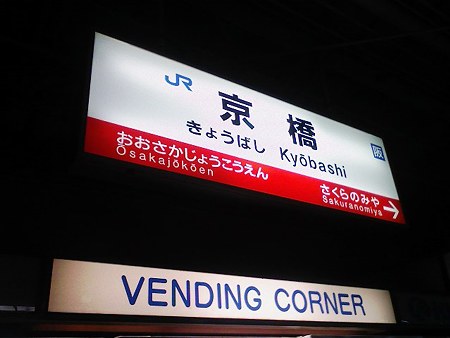 JR
京橋
きょうばし Kyōbashi
阪
おおさかじょうこうえん
Ōsakajōkōen
さくらのみや
Sakuranomiya
VENDING CORNER